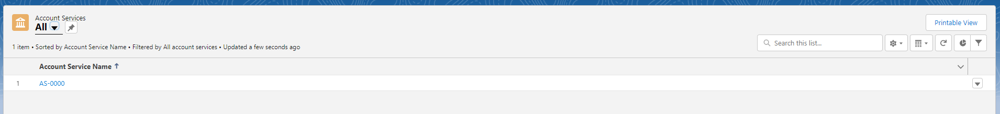 Account Services
All
Printable View
1 item • Sorted by Account Service Name • Filtered by All account services • Updated a few seconds ago
Search this list...
Account Service Name ↑
1 AS-0000